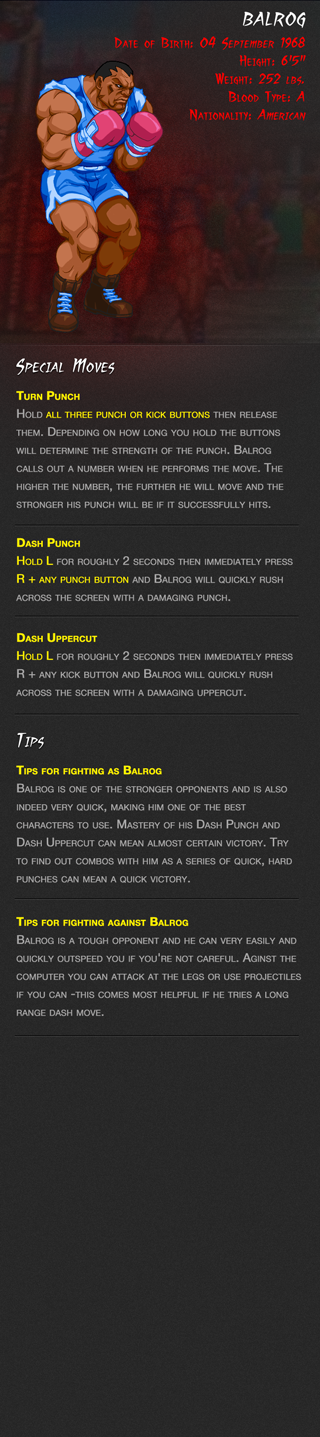 BALROG
Date of Birth: 04 September 1968
Height: 6'5"
Weight: 252 lbs.
Blood Type: A
Nationality: American
Special Moves
Turn Punch
Hold all three punch or kick buttons then release
them. Depending on how long you hold the buttons
will determine the strength of the punch. Balrog
calls out a number when he performs the move. The
higher the number, the further he will move and the
stronger his punch will be if it successfully hits.
Dash Punch
Hold L for roughly 2 seconds then immediately press
R + any punch button and Balrog will quickly rush
across the screen with a damaging punch.
Dash Uppercut
Hold L for roughly 2 seconds then immediately press
R + any kick button and Balrog will quickly rush
across the screen with a damaging uppercut.
Tips
Tips for fighting as Balrog
Balrog is one of the stronger opponents and is also
indeed very quick, making him one of the best
characters to use. Mastery of his Dash Punch and
Dash Uppercut can mean almost certain victory. Try
to find out combos with him as a series of quick, hard
punches can mean a quick victory.
Tips for fighting against Balrog
Balrog is a tough opponent and he can very easily and
quickly outspeed you if you're not careful. Aginst the
computer you can attack at the legs or use projectiles
if you can -this comes most helpful if he tries a long
range dash move.